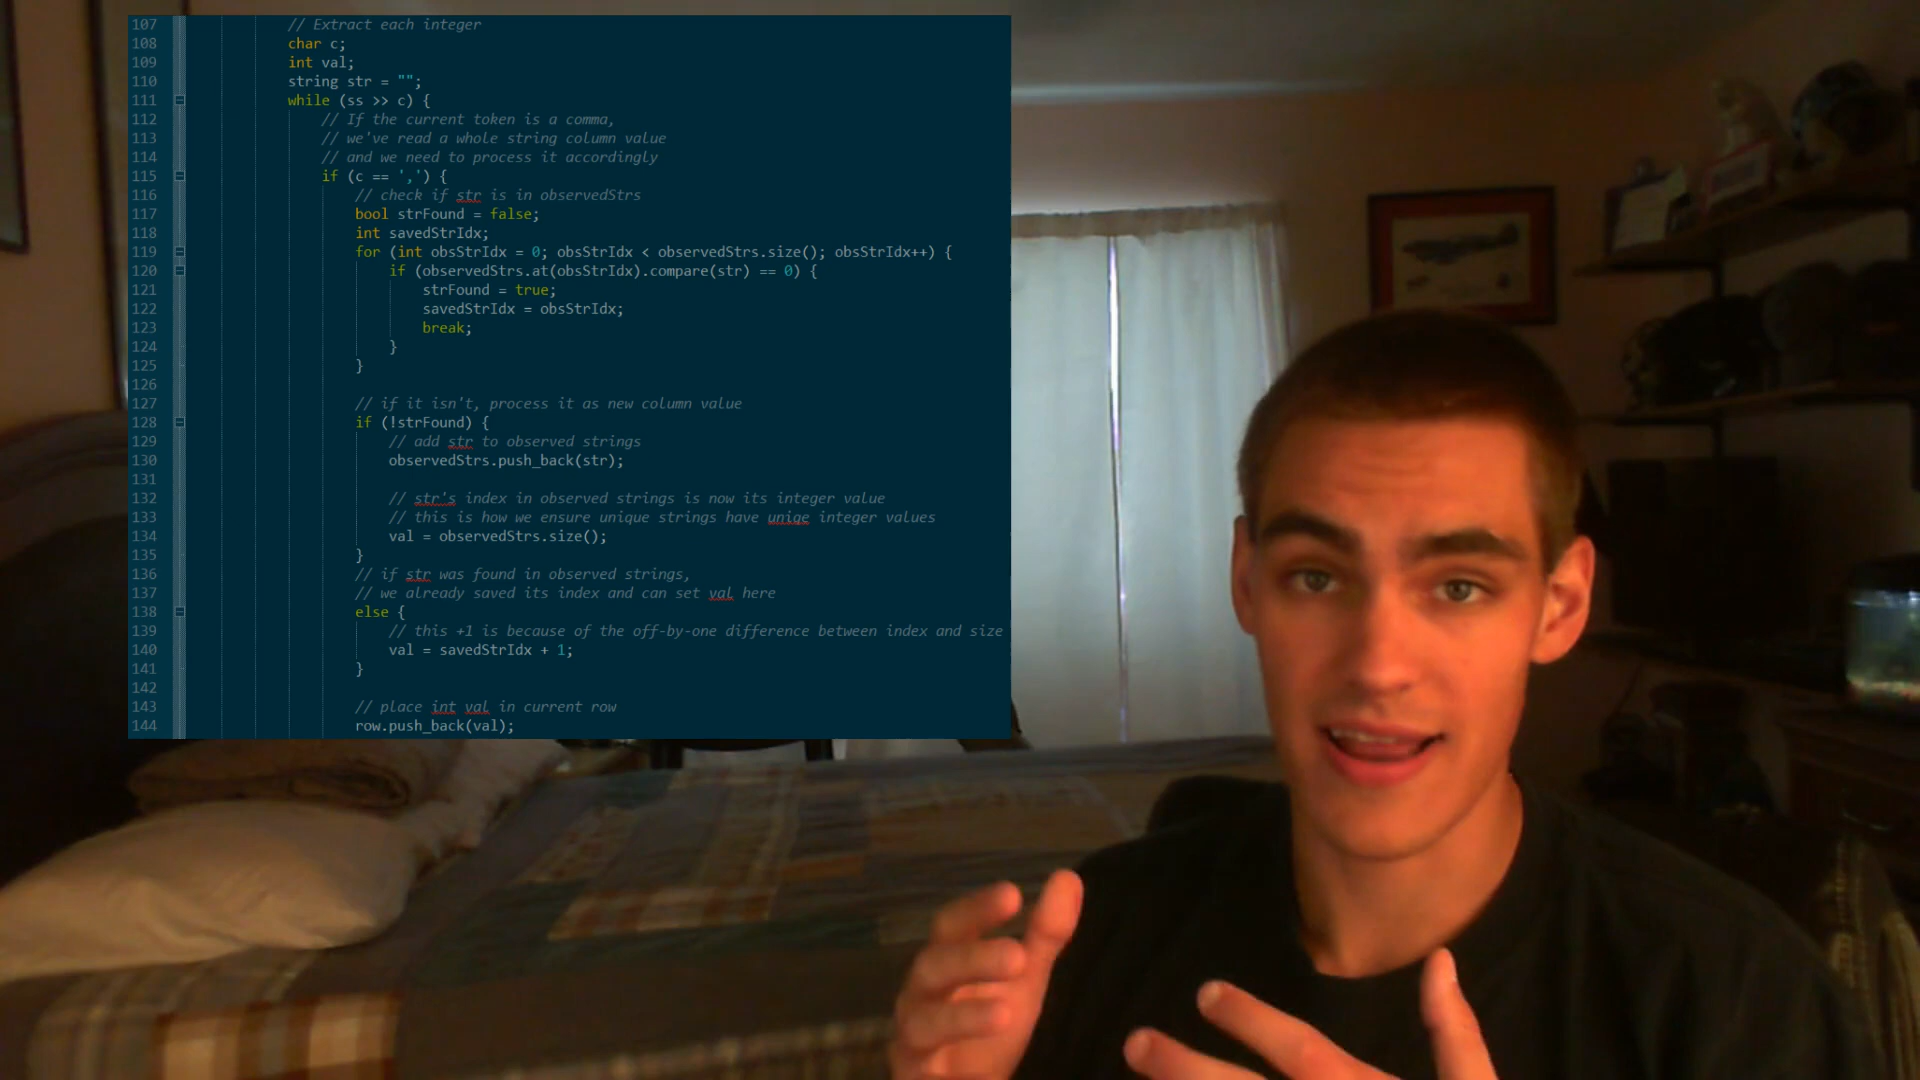 107 // Extract each integer
108 char c;
109 int val;
110 string str = "";
111 while (ss >> c) {
112 // If the current token is a comma,
113 // we've read a whole string column value
114 // and we need to process it accordingly
115 if (c == ',') {
116 // check if str is in observedStrs
117 bool strFound = false;
118 int savedStrIdx;
119 for (int obsStrIdx = 0; obsStrIdx < observedStrs.size(); obsStrIdx++) {
120 if (observedStrs.at(obsStrIdx).compare(str) == 0) {
121 strFound = true;
122 savedStrIdx = obsStrIdx;
123 break;
124 }
125 }
126
127 // if it isn't, process it as new column value
128 if (!strFound) {
129 // add str to observed strings
130 observedStrs.push_back(str);
131
132 // str's index in observed strings is now its integer value
133 // this is how we ensure unique strings have uniqe integer values
134 val = observedStrs.size();
135 }
136 // if str was found in observed strings,
137 // we already saved its index and can set val here
138 else {
139 // this +1 is because of the off-by-one difference between index and size
140 val = savedStrIdx + 1;
141 }
142
143 // place int val in current row
144 row.push_back(val);